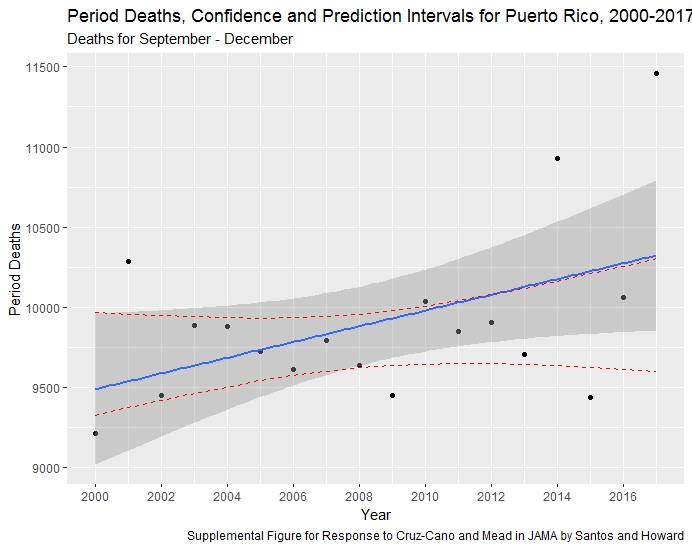 Period Deaths, Confidence and Prediction Intervals for Puerto Rico, 2000-2017
Deaths for September - December
11500
11000
10500
10000
9500
9000
Period Deaths
2000 2002 2004 2006 2008 2010 2012 2014 2016
Year
Supplemental Figure for Response to Cruz-Cano and Mead in JAMA by Santos and Howard